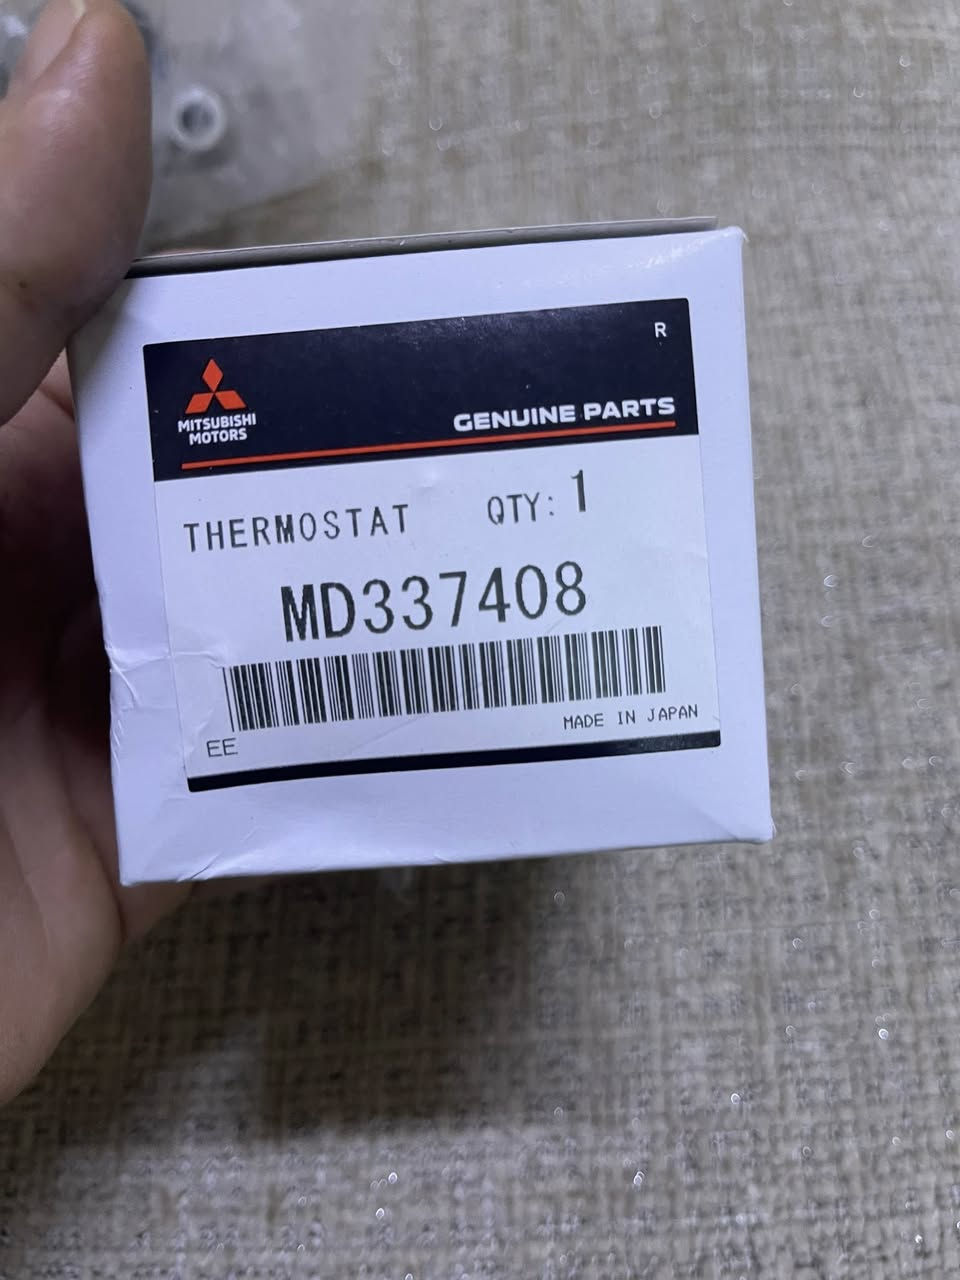 R
MITSUBISHI
MOTORS
GENUINE PARTS
THERMOSTAT QTY: 1
MD337408
MADE IN JAPAN
EE